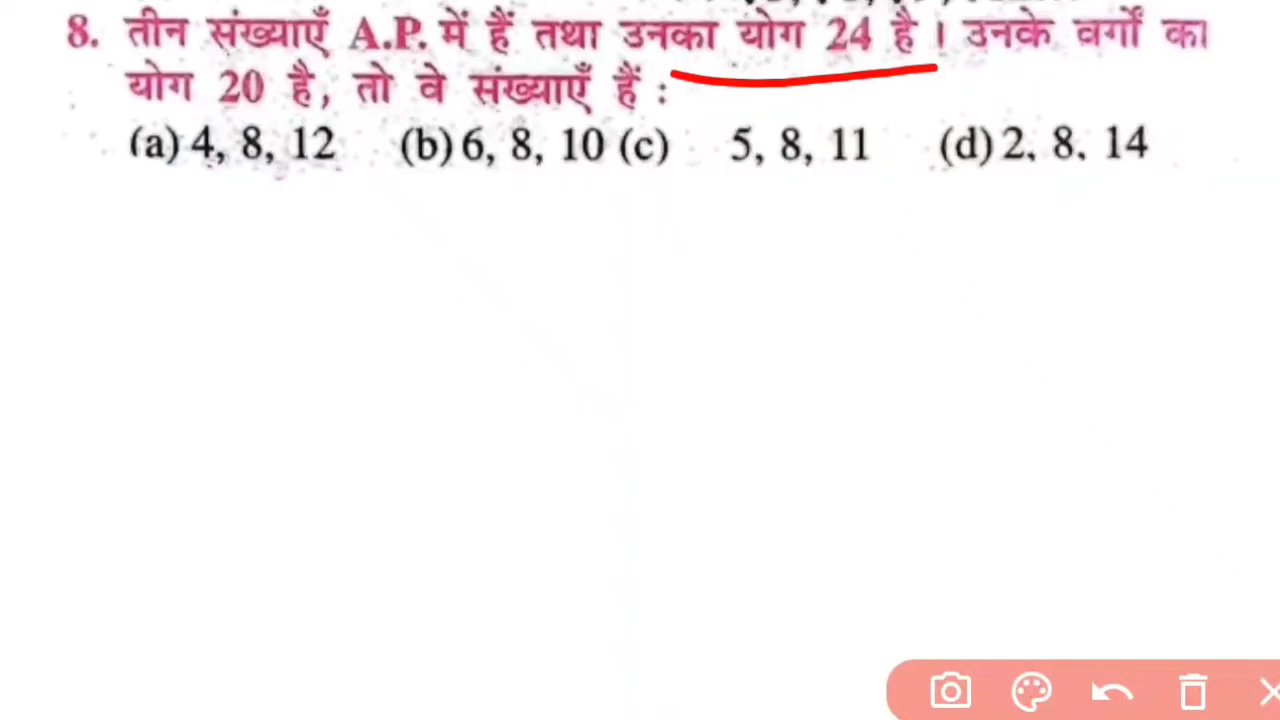 8. तीन संख्याएँ A.P. में हैं तथा उनका योग 24 है । उनके वर्गों का
योग 20 है, तो वे संख्याएँ हैं :
(a) 4, 8, 12 (b) 6, 8, 10 (c) 5, 8, 11 (d) 2, 8, 14